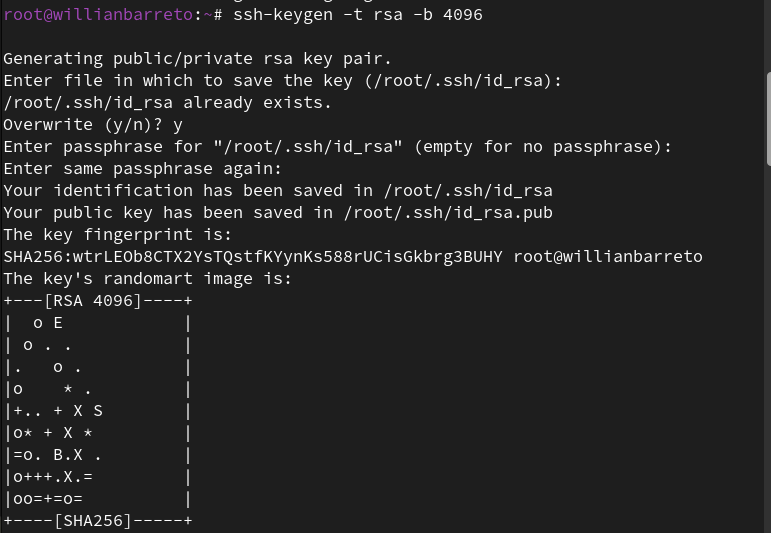 root@willianbarreto:~# ssh-keygen -t rsa -b 4096
Generating public/private rsa key pair.
Enter file in which to save the key (/root/.ssh/id_rsa):
/root/.ssh/id_rsa already exists.
Overwrite (y/n)? y
Enter passphrase for "/root/.ssh/id_rsa" (empty for no passphrase):
Enter same passphrase again:
Your identification has been saved in /root/.ssh/id_rsa
Your public key has been saved in /root/.ssh/id_rsa.pub
The key fingerprint is:
SHA256:wtrLEOb8CTX2YsTQstfKYynKs588rUCisGkbrg3BUHY root@willianbarreto
The key's randomart image is:
+---[RSA 4096]----+
|  o E            |
| o . .           |
|.   o .          |
|o    * .         |
|+.. + X S        |
|o* + X *         |
|=o. B.X .        |
|o+++.X.=         |
|oo=+=o=          |
+----[SHA256]-----+